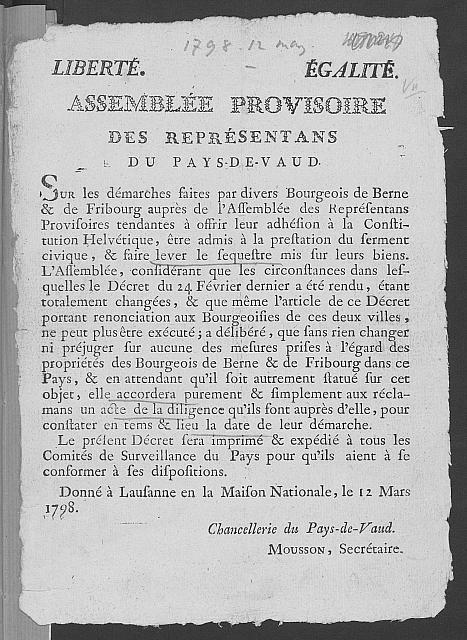 1798. 12 mars
LIBERTÉ. ÉGALITÉ.
ASSEMBLÉE PROVISOIRE
DES REPRÉSENTANS
DU PAYS-DE-VAUD.
SUR les démarches faites par divers Bourgeois de Berne
& de Fribourg auprès de l'Assemblée des Représentans
Provisoires tendantes à offrir leur adhésion à la Consti-
tution Helvétique, être admis à la prestation du serment
civique, & faire lever le sequestre mis sur leurs biens.
L'Assemblée, considérant que les circonstances dans les-
quelles le Décret du 24 Février dernier a été rendu, étant
totalement changées, & que même l'article de ce Décret
portant renonciation aux Bourgeoisies de ces deux villes,
ne peut plus être exécuté; a délibéré, que sans rien changer
ni préjuger sur aucune des mesures prises à l'égard des
propriétés des Bourgeois de Berne & de Fribourg dans ce
Pays, & en attendant qu'il soit autrement statué sur cet
objet, elle accordera purement & simplement aux récla-
mans un acte de la diligence qu'ils sont auprès d'elle, pour
constater en tems & lieu la date de leur démarche.
Le présent Décret sera imprimé & expédié à tous les
Comités de Surveillance du Pays pour qu'ils aient à se
conformer à ses dispositions.
Donné à Lausanne en la Maison Nationale, le 12 Mars
1798.
Chancellerie du Pays-de-Vaud.
MOUSSON, Secrétaire.